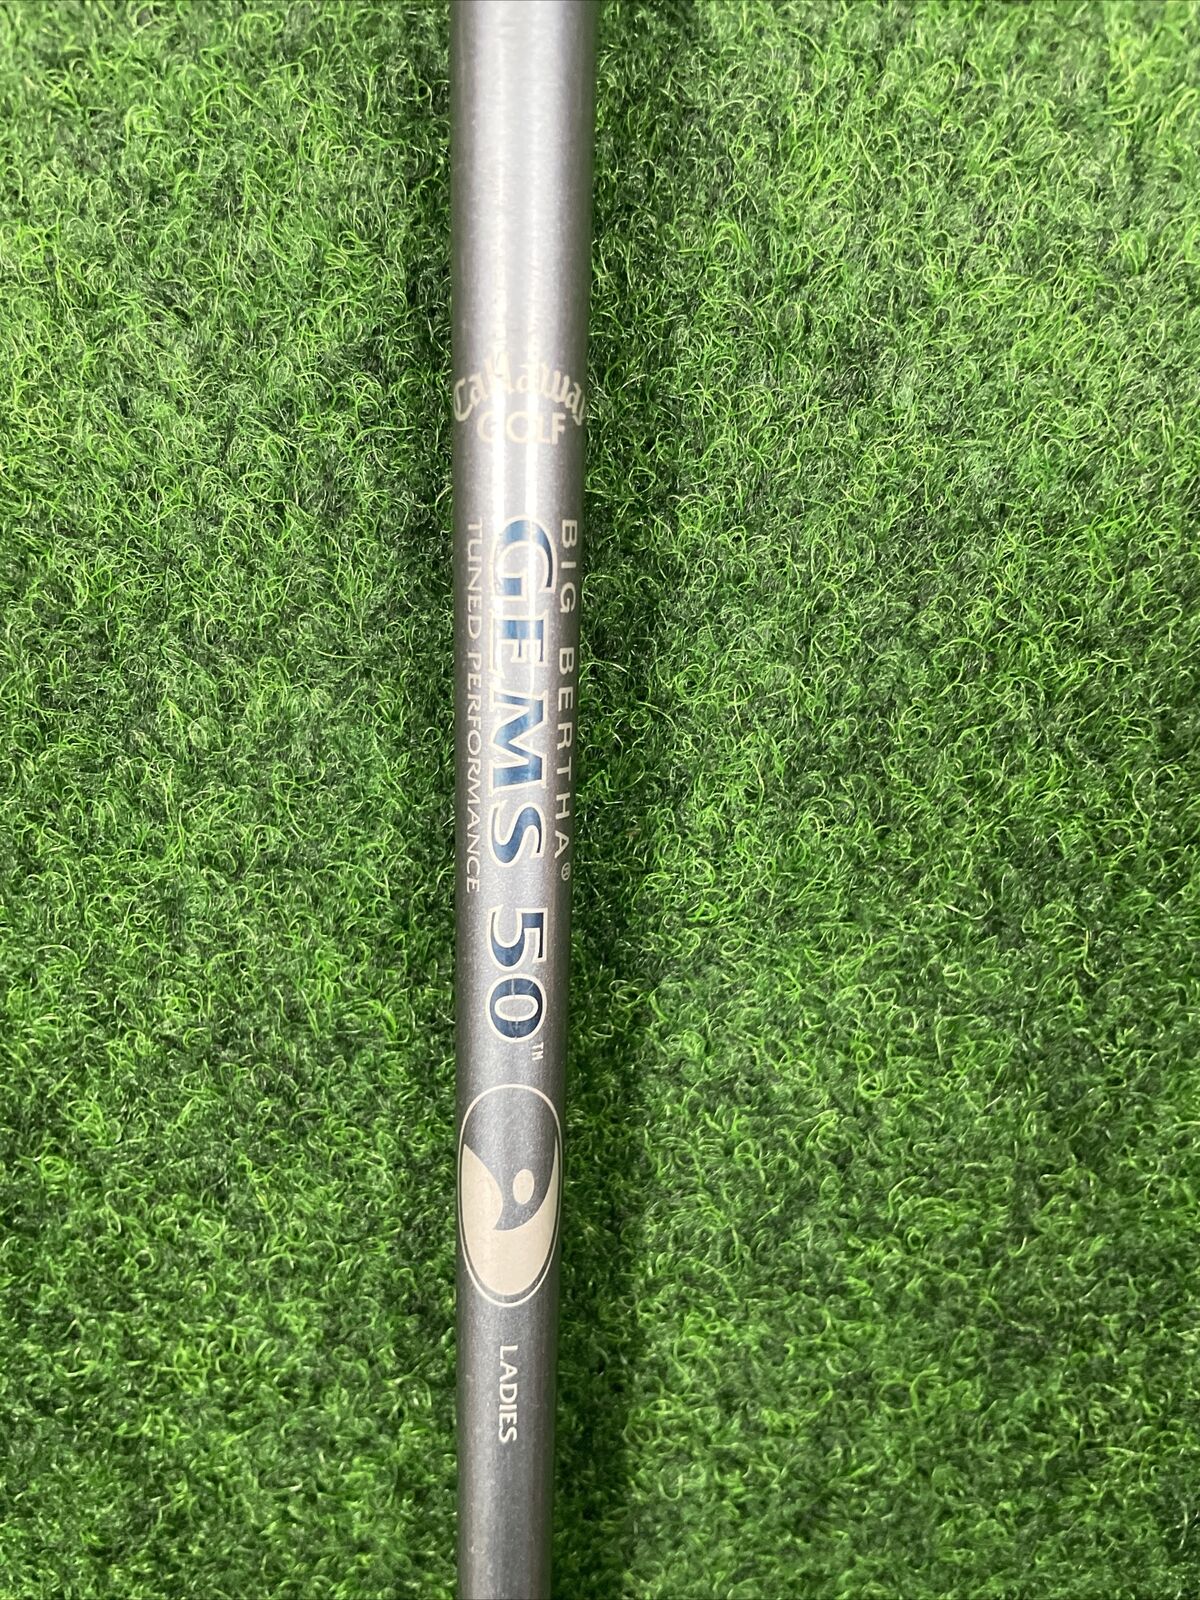 Callaway
GOLF
BIG BERTHA®
GEMS 50™
TUNED PERFORMANCE
LADIES